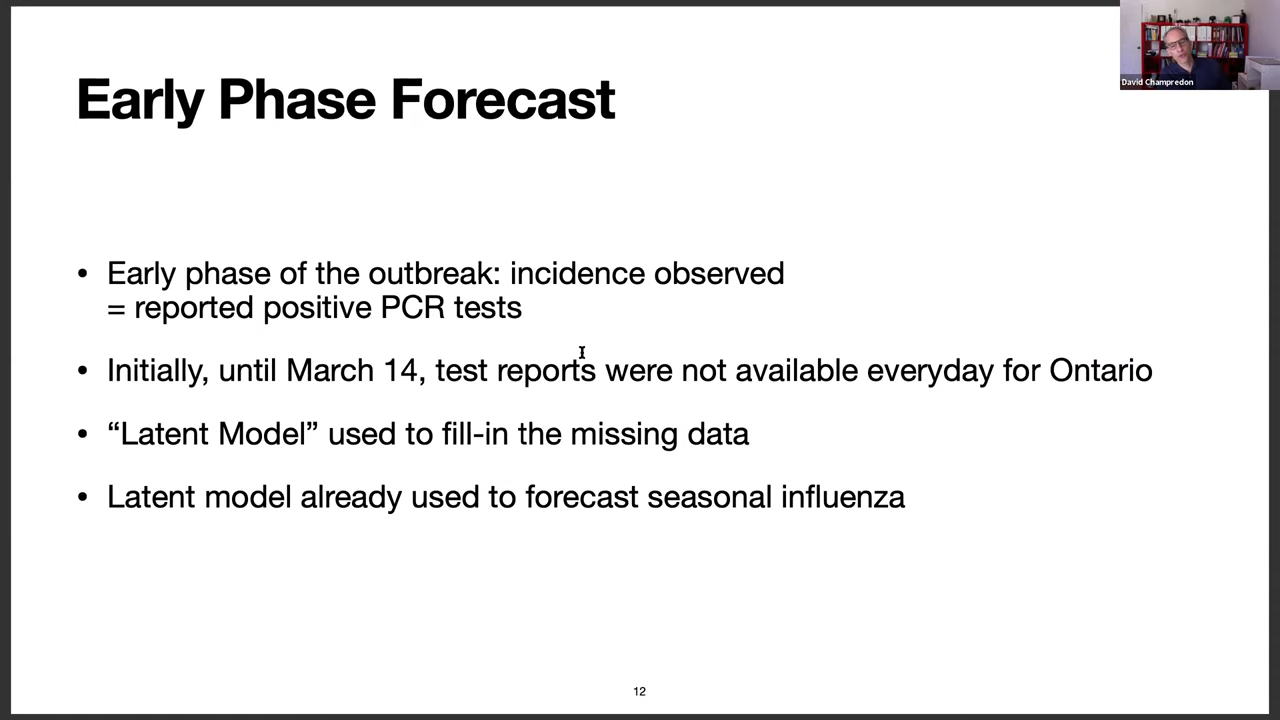 David Champredon
Early Phase Forecast
• Early phase of the outbreak: incidence observed
= reported positive PCR tests
• Initially, until March 14, test reports were not available everyday for Ontario
• “Latent Model” used to fill-in the missing data
• Latent model already used to forecast seasonal influenza
12